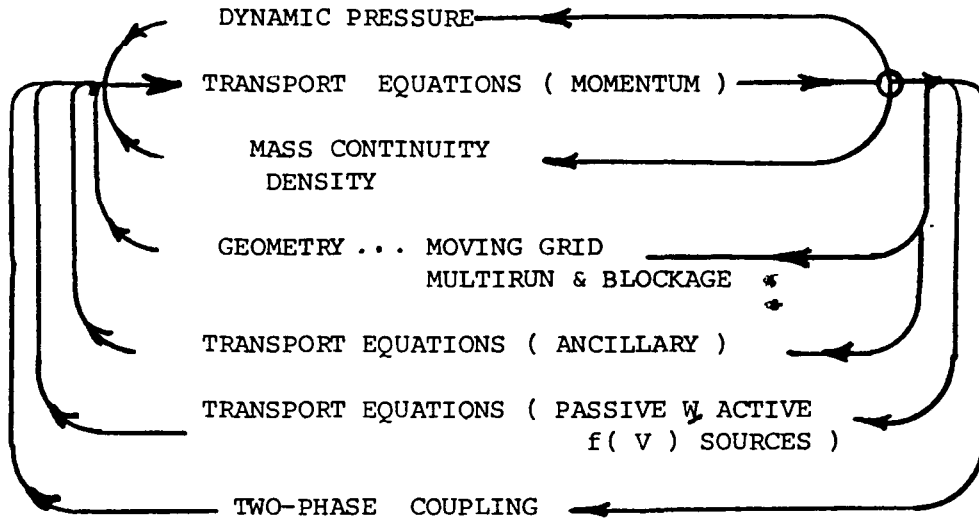 DYNAMIC PRESSURE
TRANSPORT EQUATIONS ( MOMENTUM )
MASS CONTINUITY
DENSITY
GEOMETRY ... MOVING GRID
MULTIRUN & BLOCKAGE
TRANSPORT EQUATIONS ( ANCILLARY )
TRANSPORT EQUATIONS ( PASSIVE W ACTIVE
f( V ) SOURCES )
TWO-PHASE COUPLING